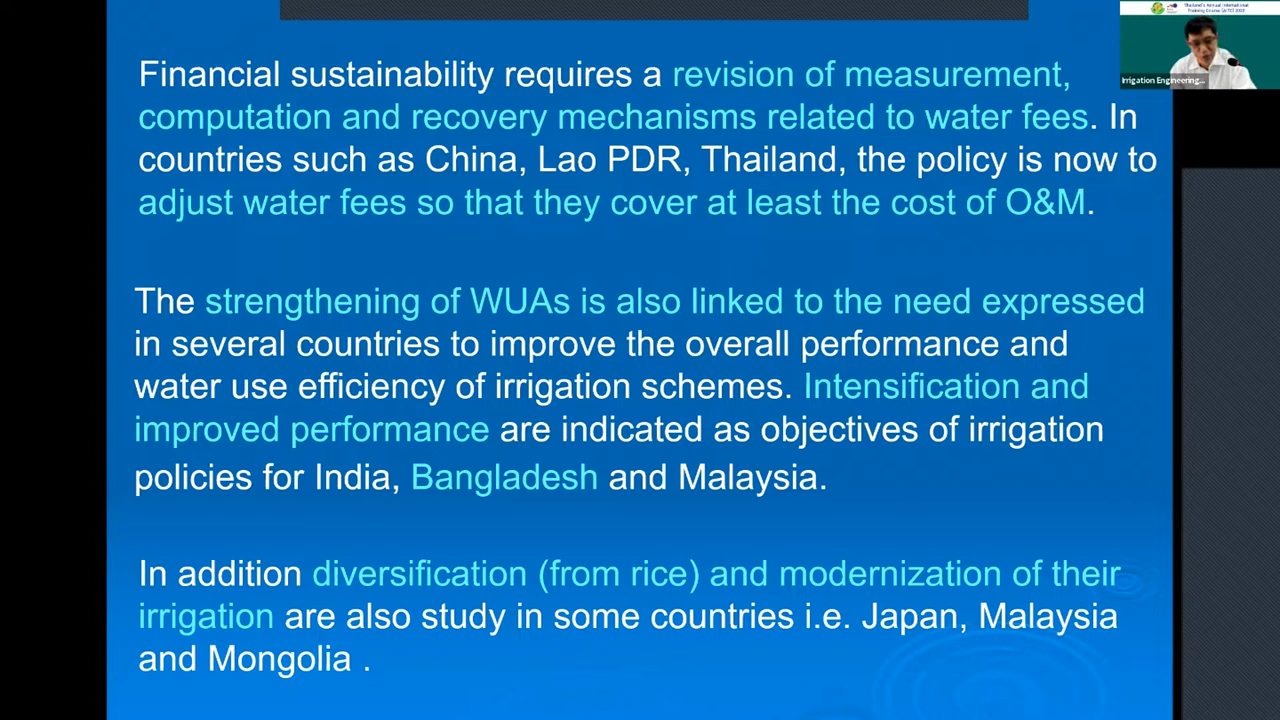 Financial sustainability requires a revision of measurement,
computation and recovery mechanisms related to water fees. In
countries such as China, Lao PDR, Thailand, the policy is now to
adjust water fees so that they cover at least the cost of O&M.
The strengthening of WUAs is also linked to the need expressed
in several countries to improve the overall performance and
water use efficiency of irrigation schemes. Intensification and
improved performance are indicated as objectives of irrigation
policies for India, Bangladesh and Malaysia.
In addition diversification (from rice) and modernization of their
irrigation are also study in some countries i.e. Japan, Malaysia
and Mongolia .
Thailand's Annual International
Training Course
Irrigation Engineering...